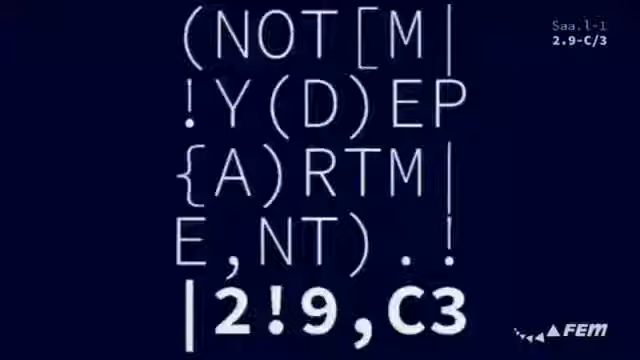 (NOT[M|
!Y(D)EP
{A)RTM|
E,NT).!
|2!9,C3
Saa.l-1
2.9-C/3
FEM